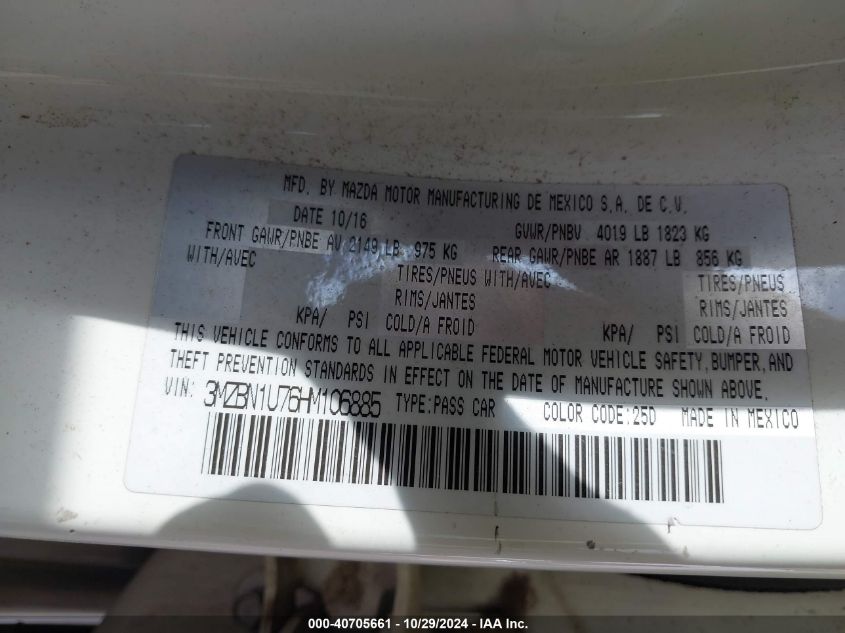 MFD. BY MAZDA MOTOR MANUFACTURING DE MEXICO S.A. DE C.V.
DATE 10/16 GVWR/PNBV 4019 LB 1823 KG
FRONT GAWR/PNBE AV 2149 LB 975 KG REAR GAWR/PNBE AR 1887 LB 856 KG
WITH/AVEC TIRES/PNEUS WITH/AVEC TIRES/PNEUS
RIMS/JANTES RIMS/JANTES
KPA/ PSI COLD/A FROID KPA/ PSI COLD/A FROID
THIS VEHICLE CONFORMS TO ALL APPLICABLE FEDERAL MOTOR VEHICLE SAFETY, BUMPER, AND
THEFT PREVENTION STANDARDS IN EFFECT ON THE DATE OF MANUFACTURE SHOWN ABOVE.
VIN: 3MZBN1U76HM106885 TYPE:PASS CAR COLOR CODE:25D MADE IN MEXICO
000-40705661 - 10/29/2024 - IAA Inc.